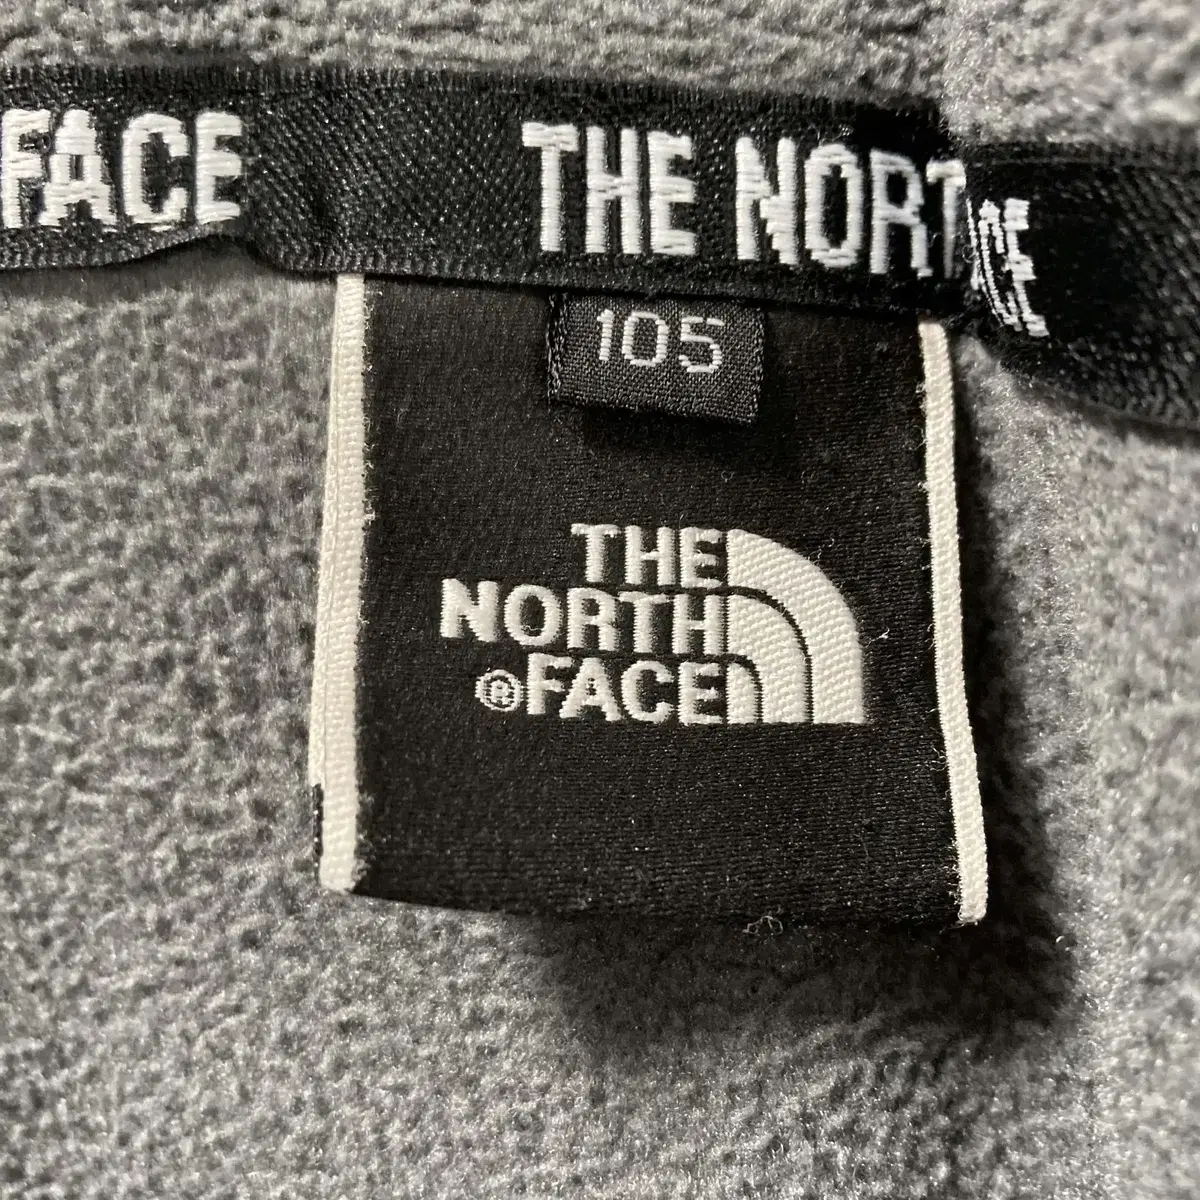 FACE THE NORT CE
105
THE
NORTH
®FACE